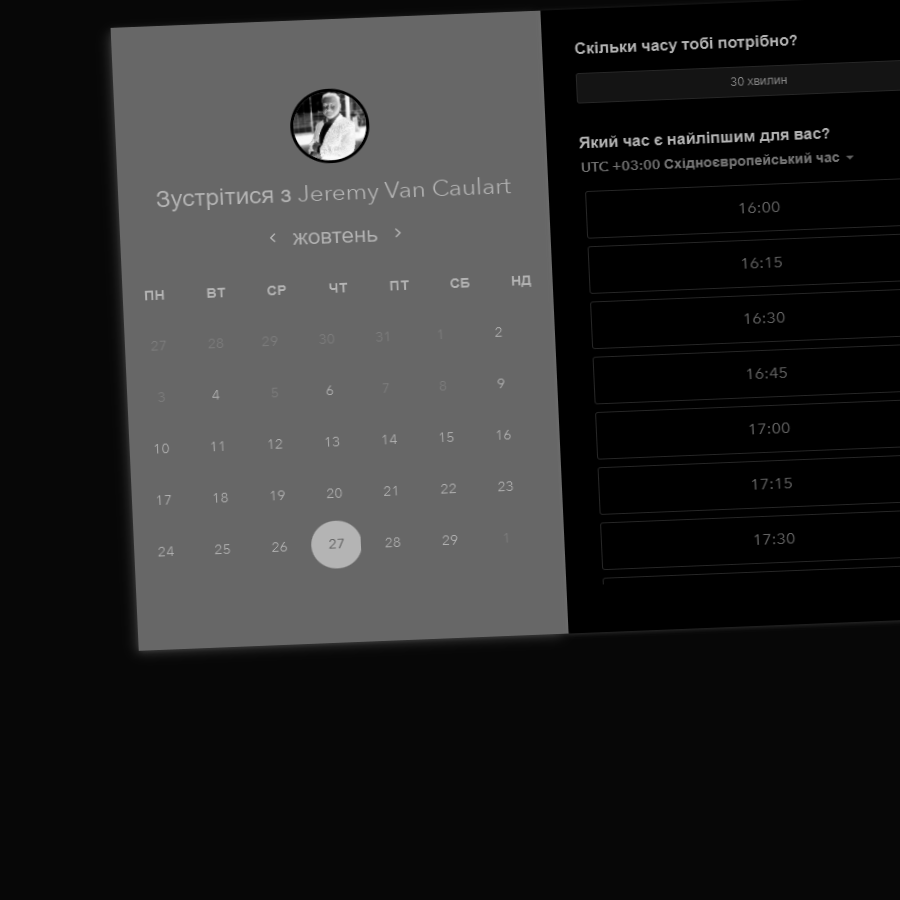 Зустрітися з Jeremy Van Caulart
‹ жовтень ›
ПН ВТ СР ЧТ ПТ СБ НД
27 28 29 30 31 1 2
3 4 5 6 7 8 9
10 11 12 13 14 15 16
17 18 19 20 21 22 23
24 25 26 27 28 29 1
Скільки часу тобі потрібно?
30 хвилин
Який час є найліпшим для вас?
UTC +03:00 Східноєвропейський час
16:00
16:15
16:30
16:45
17:00
17:15
17:30